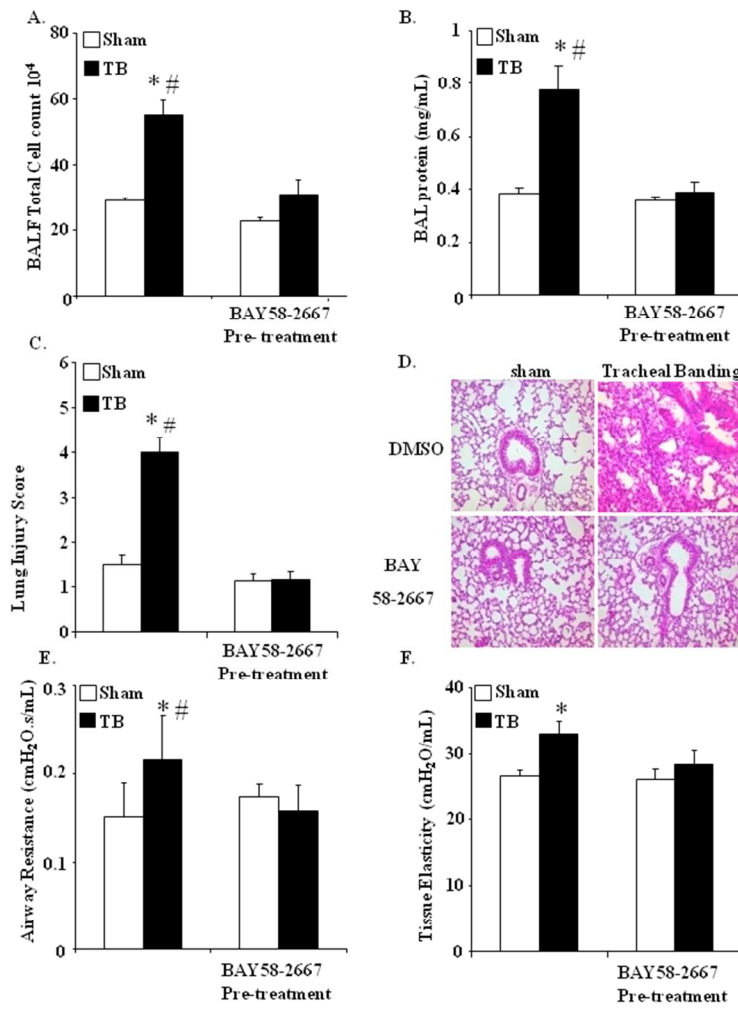 A.
80
60
40
20
0
BALF Total Cell count 10⁴
Sham
TB
* #
BAY58-2667
Pre- treatment
B.
1
0.8
0.6
0.4
0.2
0
BAL protein (mg/mL)
Sham
TB
* #
BAY58-2667
Pre-treatment
C.
6
5
4
3
2
1
0
Lung Injury Score
Sham
TB
* #
BAY58-2667
Pre-treatment
D.
sham
Tracheal Banding
DMSO
BAY
58-2667
E.
0.3
0.2
0.1
0
Airway Resistance (cmH₂O.s/mL)
Sham
TB
* #
BAY58-2667
Pre-treatment
F.
40
30
20
10
0
Tissue Elasticity (cmH₂O/mL)
Sham
TB
*
BAY58-2667
Pre-treatment